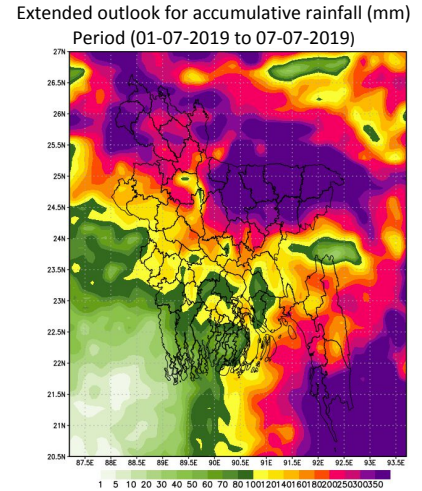 Extended outlook for accumulative rainfall (mm)
Period (01-07-2019 to 07-07-2019)
27N
26.5N
26N
25.5N
25N
24.5N
24N
23.5N
23N
22.5N
22N
21.5N
21N
20.5N
87.5E 88E 88.5E 89E 89.5E 90E 90.5E 91E 91.5E 92E 92.5E 93E 93.5E
1 5 10 20 30 40 50 60 70 80 100120140160180200250300350